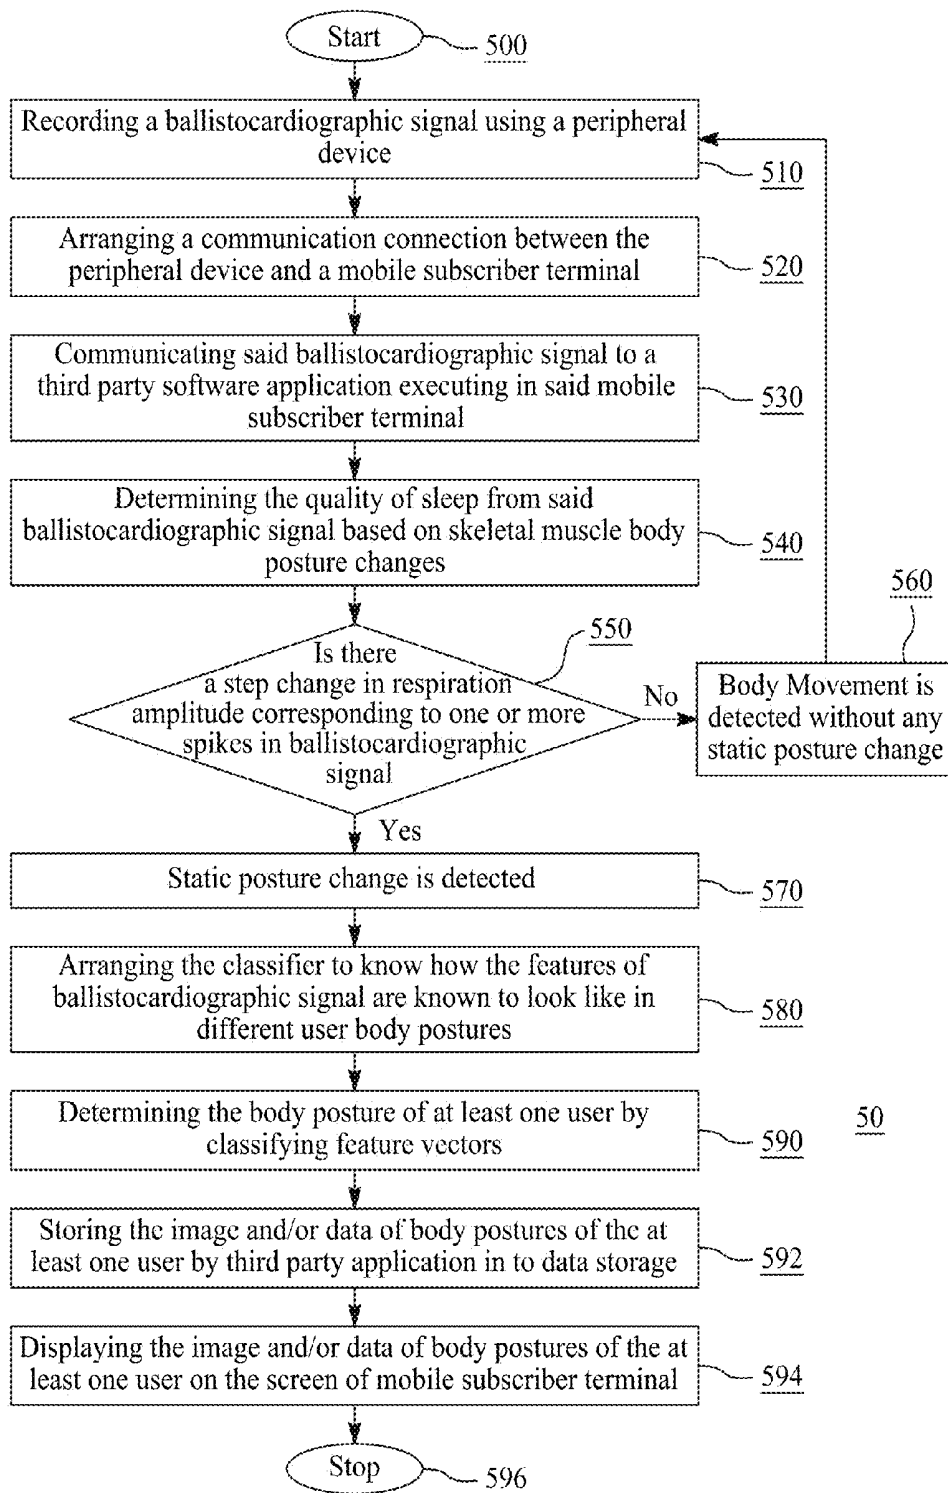 Start
500
Recording a ballistocardiographic signal using a peripheral
device
510
Arranging a communication connection between the
peripheral device and a mobile subscriber terminal
520
Communicating said ballistocardiographic signal to a
third party software application executing in said mobile
subscriber terminal
530
Determining the quality of sleep from said
ballistocardiographic signal based on skeletal muscle body
posture changes
540
550
Is there
a step change in respiration
amplitude corresponding to one or more
spikes in ballistocardiographic
signal
No
560
Body Movement is
detected without any
static posture change
Yes
Static posture change is detected
570
Arranging the classifier to know how the features of
ballistocardiographic signal are known to look like in
different user body postures
580
Determining the body posture of at least one user by
classifying feature vectors
590
50
Storing the image and/or data of body postures of the at
least one user by third party application in to data storage
592
Displaying the image and/or data of body postures of the at
least one user on the screen of mobile subscriber terminal
594
Stop
596